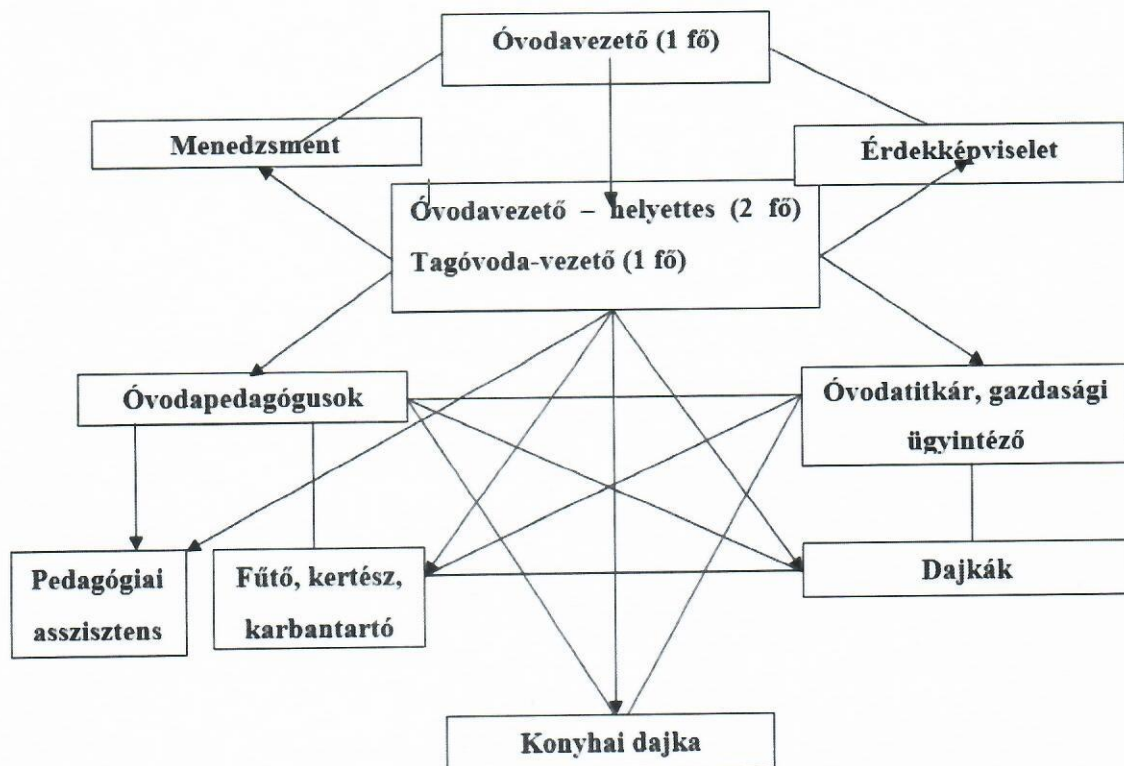 Óvodavezető (1 fő)
Menedzsment
Érdekképviselet
Óvodavezető – helyettes (2 fő)
Tagóvoda-vezető (1 fő)
Óvodapedagógusok
Óvodatitkár, gazdasági
ügyintéző
Pedagógiai
asszisztens
Fűtő, kertész,
karbantartó
Dajkák
Konyhai dajka